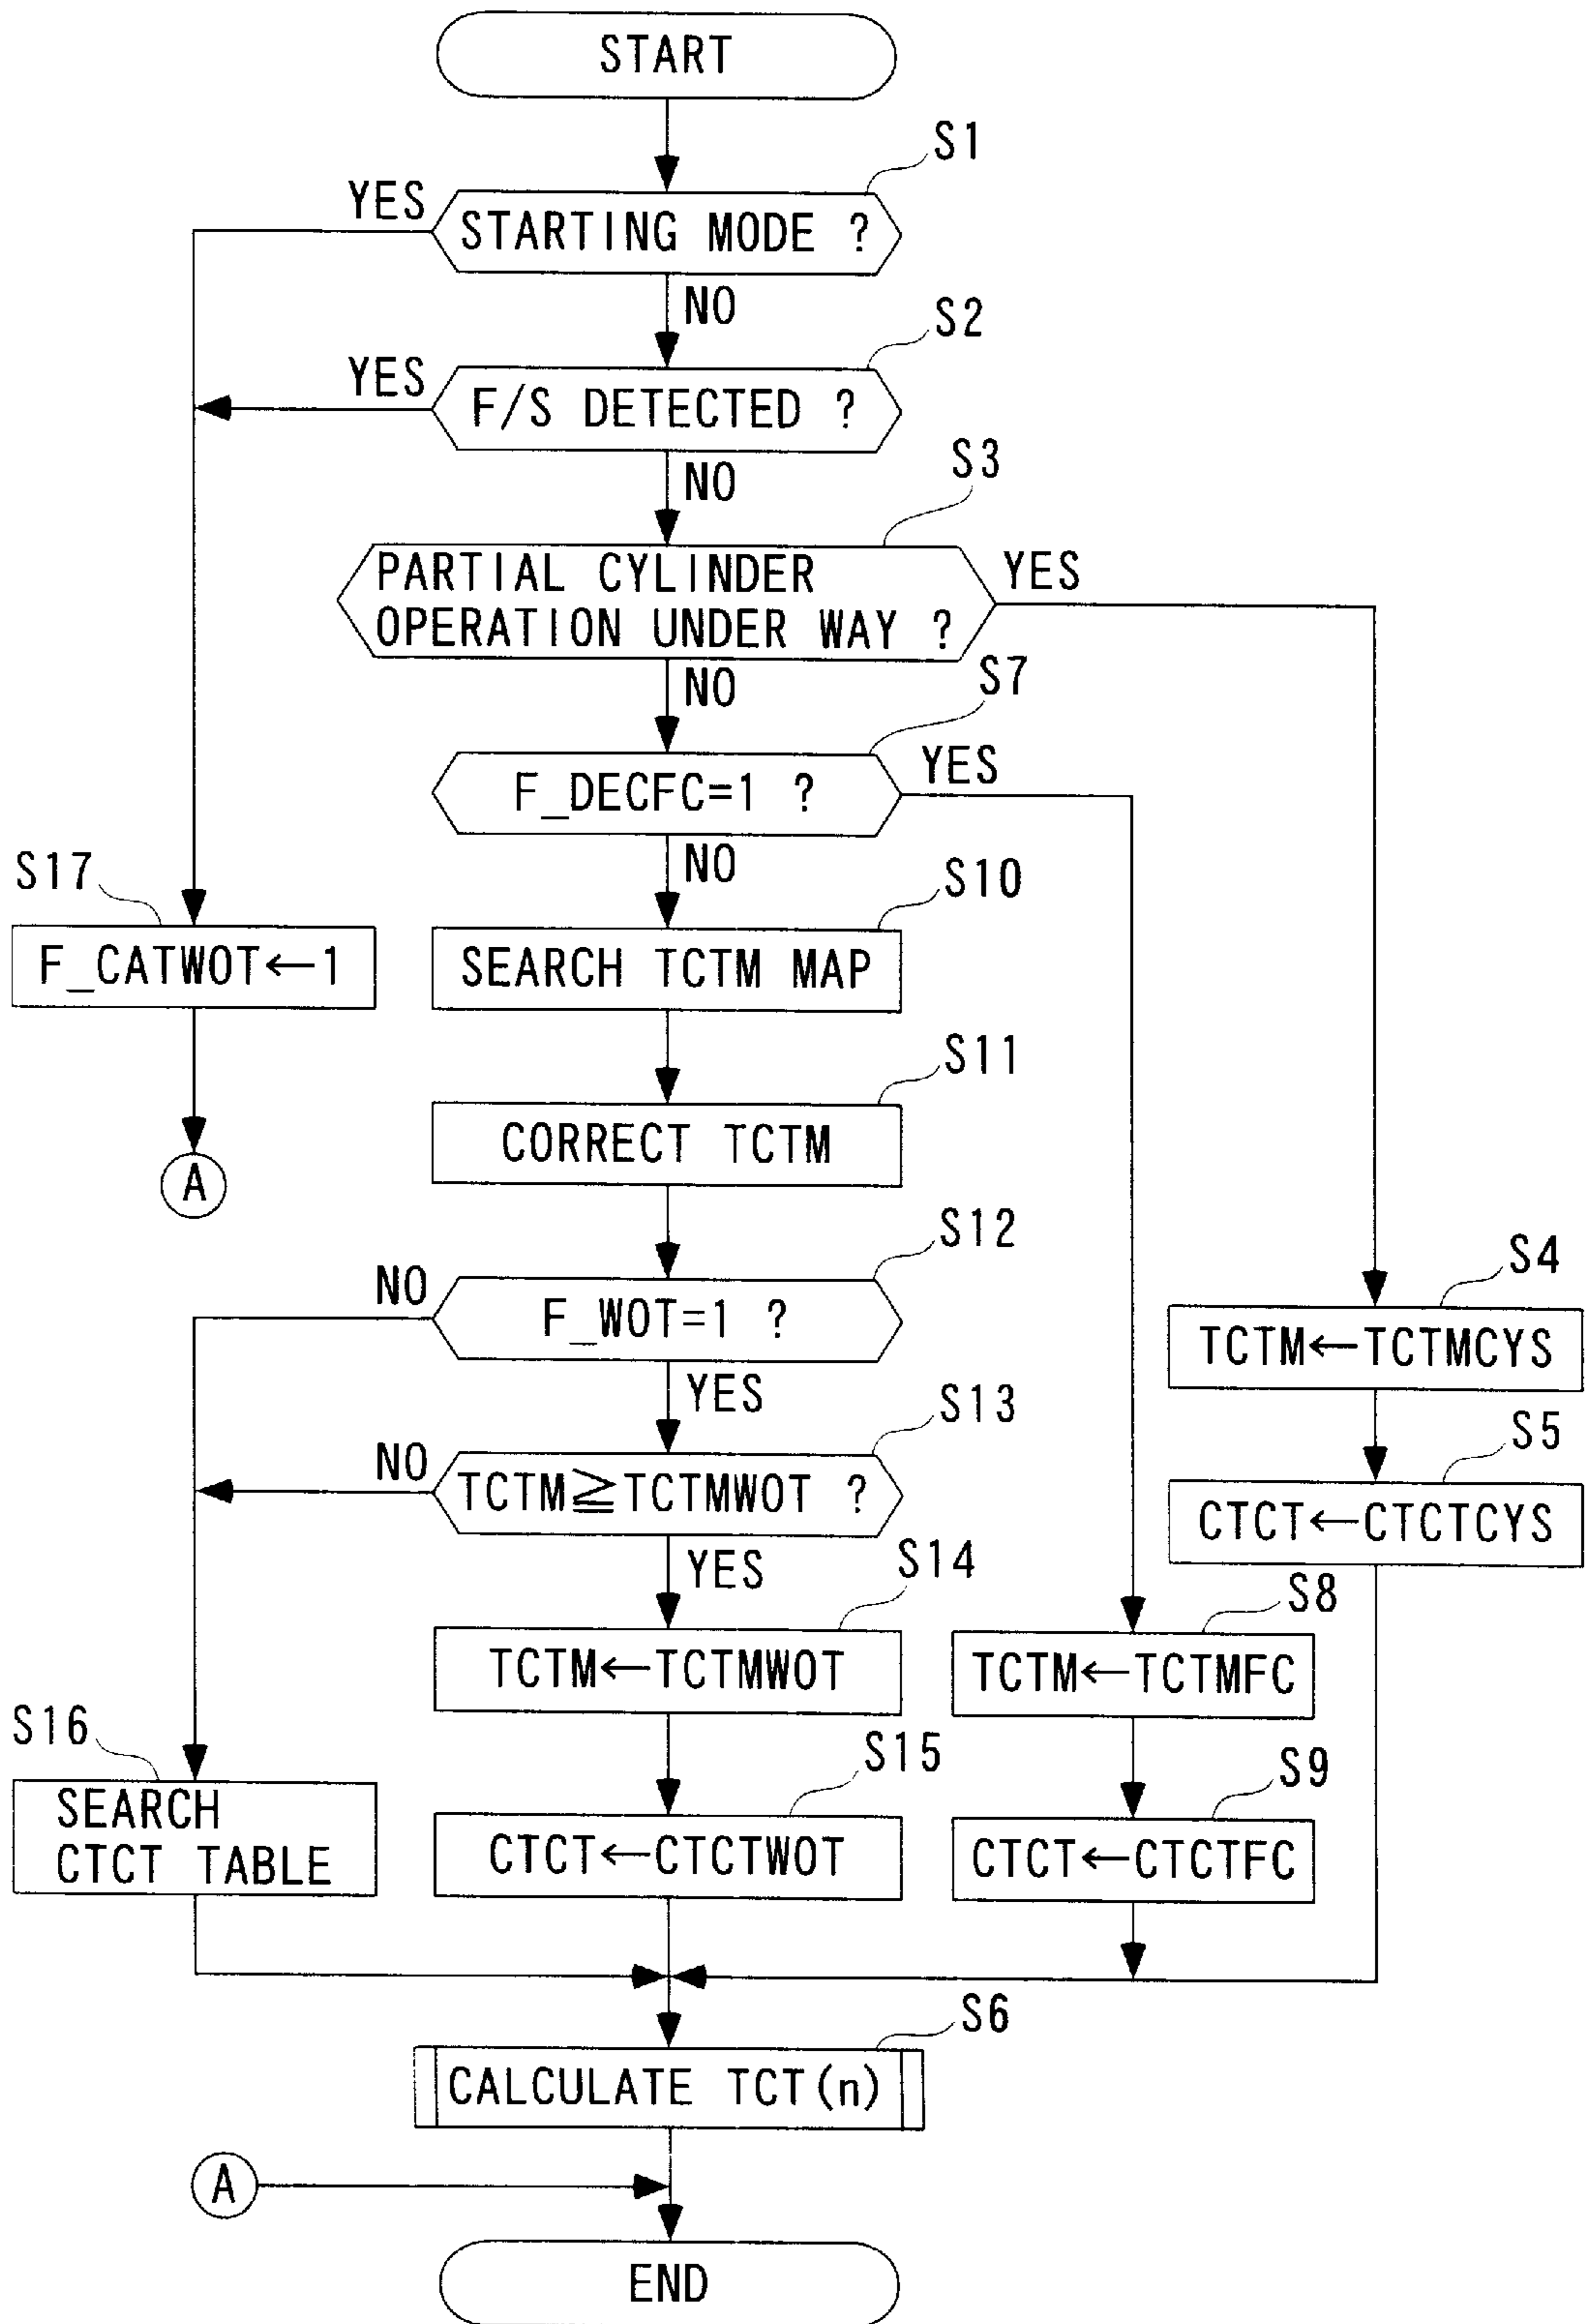 START
S1
YES
STARTING MODE ?
NO
S2
YES
F/S DETECTED ?
NO
S3
PARTIAL CYLINDER
OPERATION UNDER WAY ?
YES
NO
S7
F_DECFC=1 ?
YES
NO
S17
F_CATWOT←1
S10
SEARCH TCTM MAP
S11
CORRECT TCTM
A
S12
NO
F_WOT=1 ?
YES
S4
TCTM←TCTMCYS
S13
NO
TCTM≧TCTMWOT ?
YES
S5
CTCT←CTCTCYS
S14
TCTM←TCTMWOT
S8
TCTM←TCTMFC
S16
SEARCH
CTCT TABLE
S15
CTCT←CTCTWOT
S9
CTCT←CTCTFC
S6
CALCULATE TCT(n)
A
END